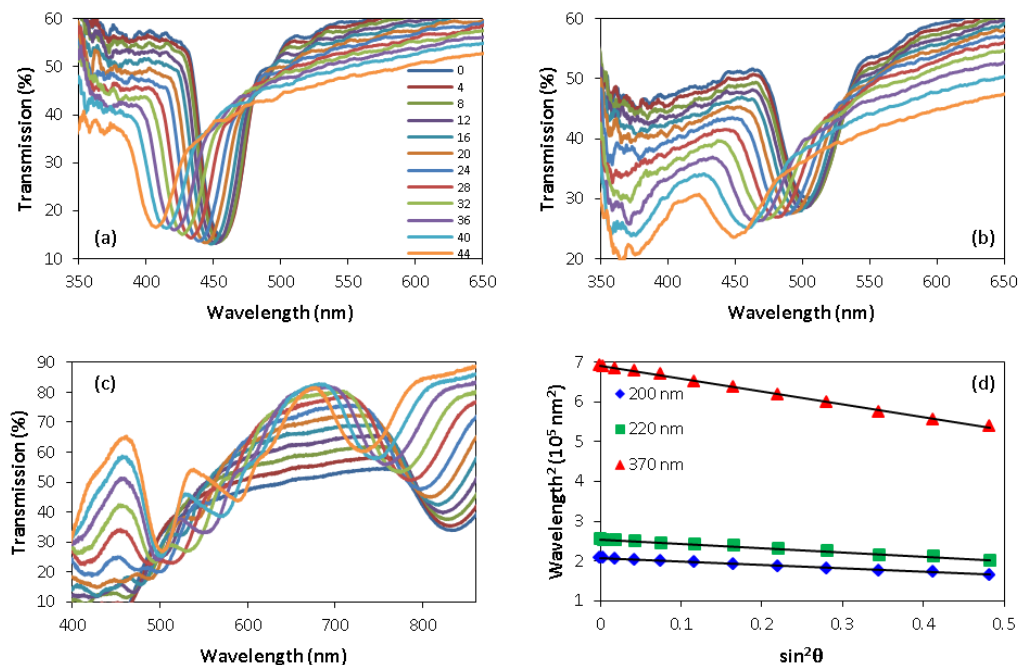 60
50
40
30
20
10
Transmission (%)
350 400 450 500 550 600 650
Wavelength (nm)
(a)
0
4
8
12
16
20
24
28
32
36
40
44
60
50
40
30
20
Transmission (%)
350 400 450 500 550 600 650
Wavelength (nm)
(b)
90
80
70
60
50
40
30
20
10
Transmission (%)
400 500 600 700 800
Wavelength (nm)
(c)
7
6
5
4
3
2
1
Wavelength² (10⁵ nm²)
0 0.1 0.2 0.3 0.4 0.5
sin²θ
(d)
200 nm
220 nm
370 nm